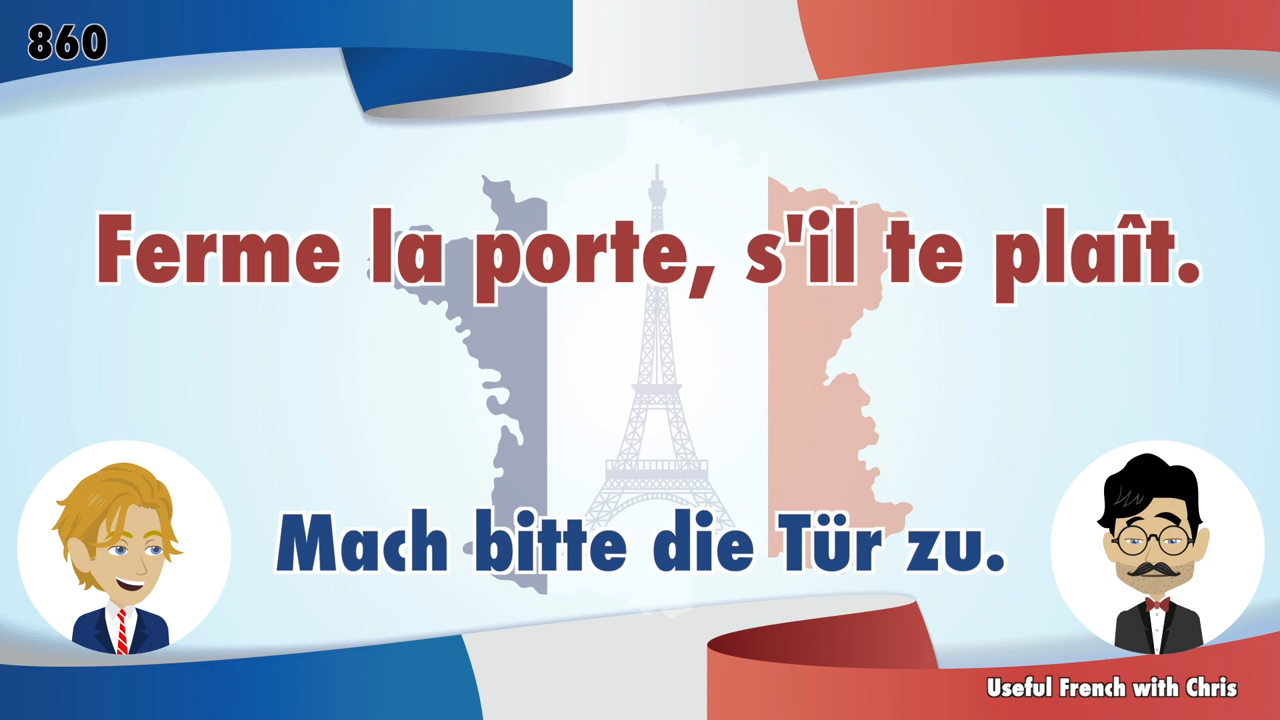 860
Ferme la porte, s'il te plaît.
Mach bitte die Tür zu.
Useful French with Chris